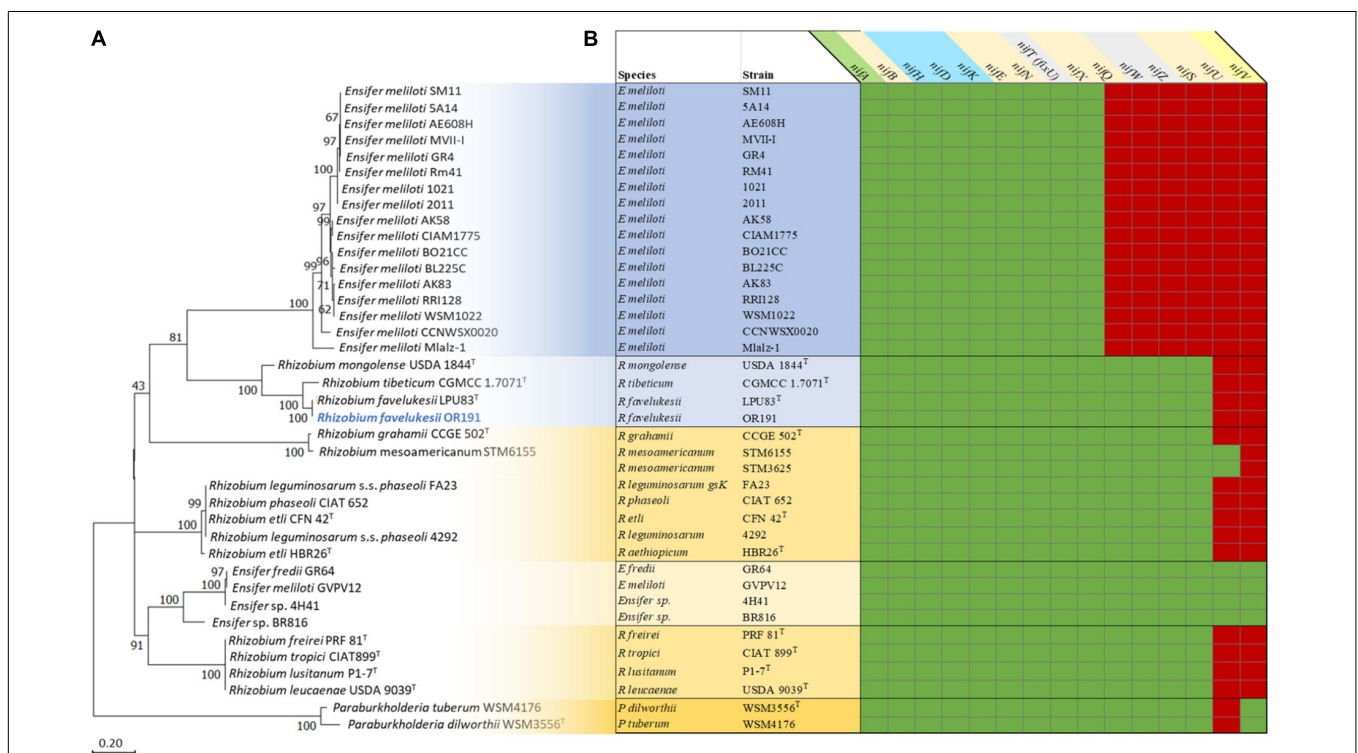 A
B
nifA nifB nifH nifD nifK nifE nifN nifT (fixU) nifX nifQ nifW nifZ nifS nifU nifV
Species Strain
Ensifer meliloti SM11
Ensifer meliloti 5A14
Ensifer meliloti AE608H
Ensifer meliloti MVII-I
Ensifer meliloti GR4
Ensifer meliloti Rm41
Ensifer meliloti 1021
Ensifer meliloti 2011
Ensifer meliloti AK58
Ensifer meliloti CIAM1775
Ensifer meliloti BO21CC
Ensifer meliloti BL225C
Ensifer meliloti AK83
Ensifer meliloti RRI128
Ensifer meliloti WSM1022
Ensifer meliloti CCNWSX0020
Ensifer meliloti Mlalz-1
Rhizobium mongolense USDA 1844ᵀ
Rhizobium tibeticum CGMCC 1.7071ᵀ
Rhizobium favelukesii LPU83ᵀ
Rhizobium favelukesii OR191
Rhizobium grahamii CCGE 502ᵀ
Rhizobium mesoamericanum STM6155
Rhizobium leguminosarum s.s. phaseoli FA23
Rhizobium phaseoli CIAT 652
Rhizobium etli CFN 42ᵀ
Rhizobium leguminosarum s.s. phaseoli 4292
Rhizobium etli HBR26ᵀ
Ensifer fredii GR64
Ensifer meliloti GVPV12
Ensifer sp. 4H41
Ensifer sp. BR816
Rhizobium freirei PRF 81ᵀ
Rhizobium tropici CIAT899ᵀ
Rhizobium lusitanum P1-7ᵀ
Rhizobium leucaenae USDA 9039ᵀ
Paraburkholderia tuberum WSM4176
Paraburkholderia dilworthii WSM3556ᵀ
67
97
100
97
99
96
99
71
62
100
81
100
100
100
43
100
99
100
97
100
100
91
100
100
0.20
E meliloti SM11
E meliloti 5A14
E meliloti AE608H
E meliloti MVII-I
E meliloti GR4
E meliloti RM41
E meliloti 1021
E meliloti 2011
E meliloti AK58
E meliloti CIAM1775
E meliloti BO21CC
E meliloti BL225C
E meliloti AK83
E meliloti RRI128
E meliloti WSM1022
E meliloti CCNWSX0020
E meliloti Mlalz-1
R mongolense USDA 1844ᵀ
R tibeticum CGMCC 1.7071ᵀ
R favelukesii LPU83ᵀ
R favelukesii OR191
R grahamii CCGE 502ᵀ
R mesoamericanum STM6155
R mesoamericanum STM3625
R leguminosarum gsK FA23
R phaseoli CIAT 652
R etli CFN 42ᵀ
R leguminosarum 4292
R aethiopicum HBR26ᵀ
E fredii GR64
E meliloti GVPV12
Ensifer sp. 4H41
Ensifer sp. BR816
R freirei PRF 81ᵀ
R tropici CIAT 899ᵀ
R lusitanum P1-7ᵀ
R leucaenae USDA 9039ᵀ
P dilworthii WSM3556ᵀ
P tuberum WSM4176